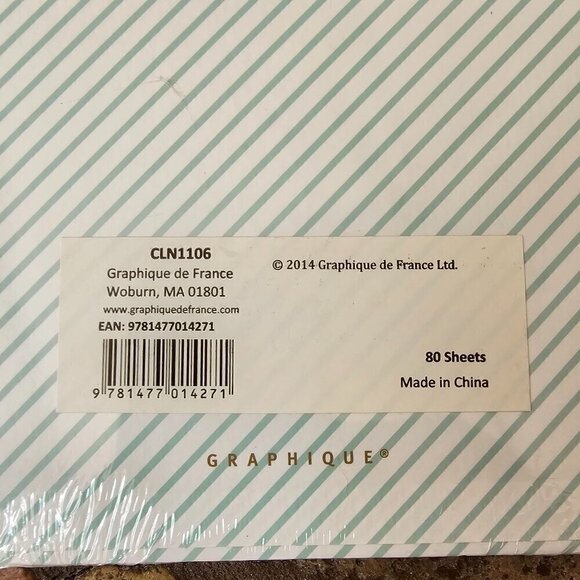 CLN1106
Graphique de France
Woburn, MA 01801
www.graphiquedefrance.com
EAN: 9781477014271
9 781477 014271
© 2014 Graphique de France Ltd.
80 Sheets
Made in China
GRAPHIQUE®